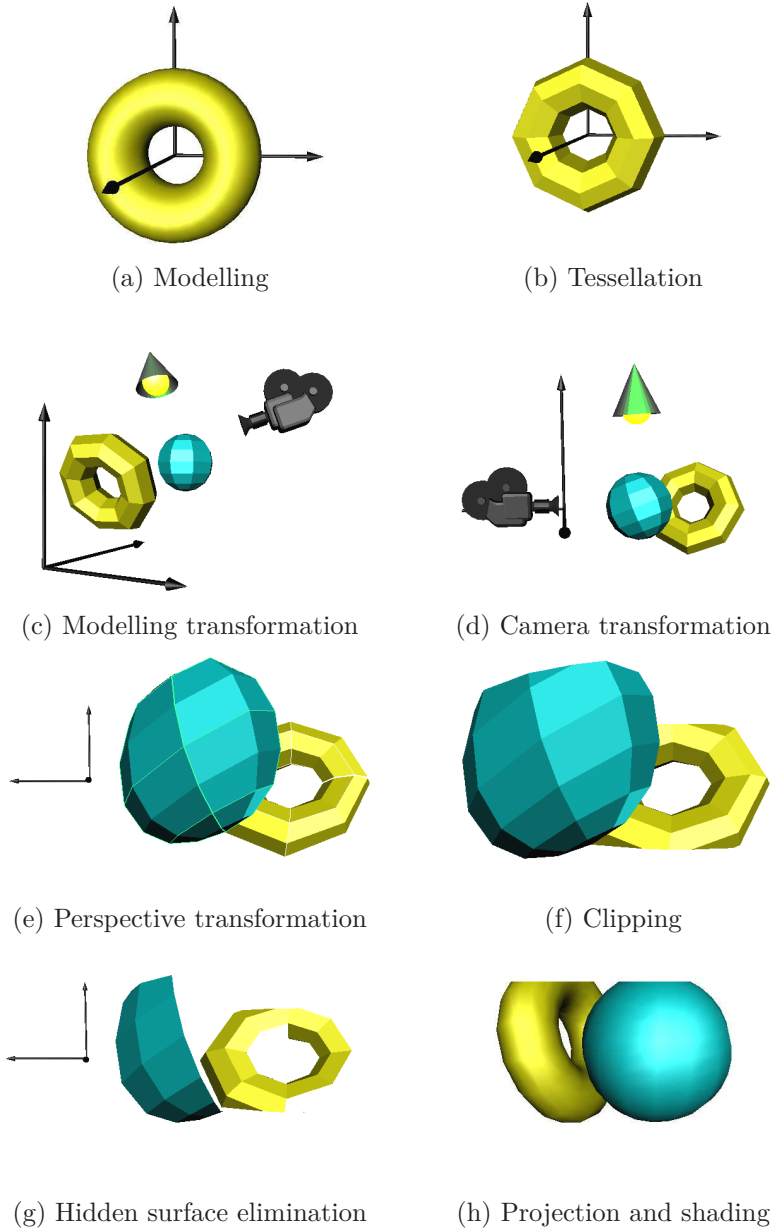 (a) Modelling
(b) Tessellation
(c) Modelling transformation
(d) Camera transformation
(e) Perspective transformation
(f) Clipping
(g) Hidden surface elimination
(h) Projection and shading